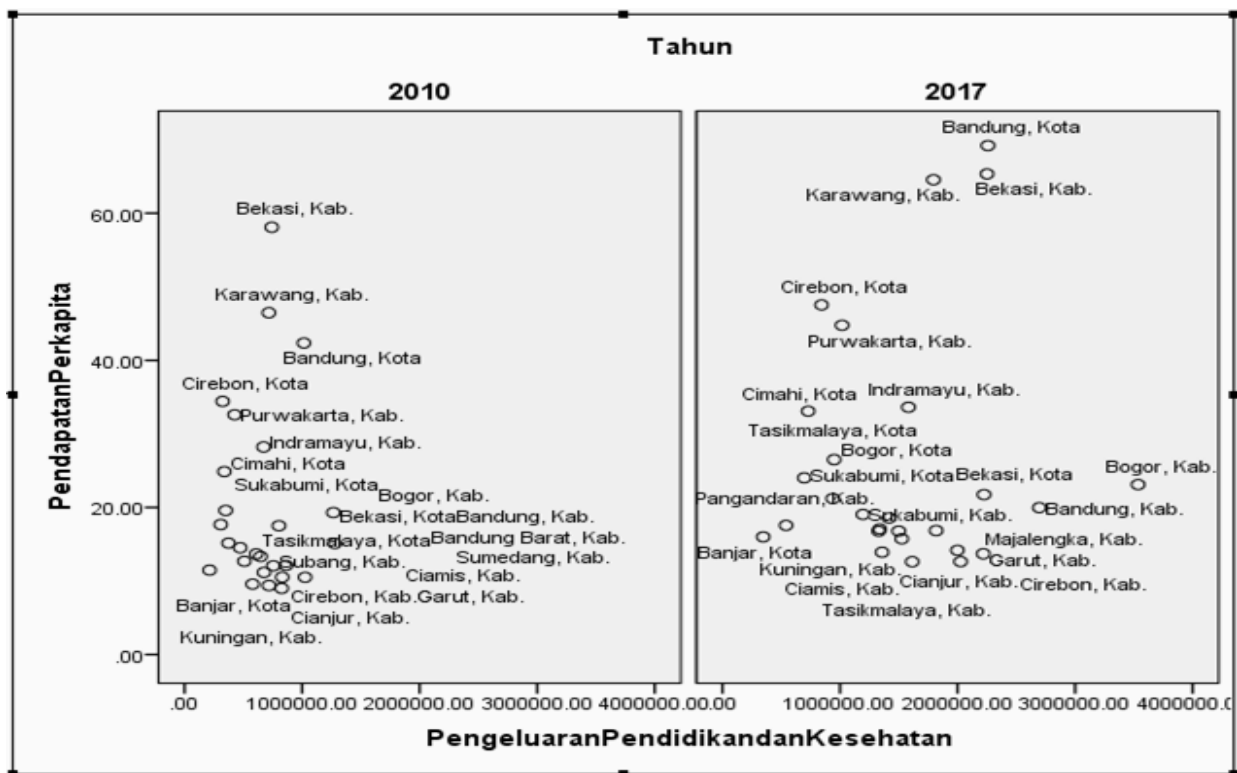 Tahun
2010
2017
PendapatanPerkapita
60.00
40.00
20.00
.00
Bekasi, Kab.
Karawang, Kab.
Bandung, Kota
Cirebon, Kota
Purwakarta, Kab.
Indramayu, Kab.
Cimahi, Kota
Sukabumi, Kota
Bogor, Kab.
Bekasi, Kota
Bandung, Kab.
Tasikmalaya, Kota
Bandung Barat, Kab.
Subang, Kab.
Sumedang, Kab.
Ciamis, Kab.
Cirebon, Kab.
Garut, Kab.
Banjar, Kota
Cianjur, Kab.
Kuningan, Kab.
Bandung, Kota
Karawang, Kab.
Bekasi, Kab.
Cirebon, Kota
Purwakarta, Kab.
Cimahi, Kota
Indramayu, Kab.
Tasikmalaya, Kota
Bogor, Kota
Bogor, Kab.
Sukabumi, Kota
Bekasi, Kota
Pangandaran, Kab.
Sukabumi, Kab.
Bandung, Kab.
Majalengka, Kab.
Banjar, Kota
Garut, Kab.
Kuningan, Kab.
Cianjur, Kab.
Cirebon, Kab.
Ciamis, Kab.
Tasikmalaya, Kab.
.00 1000000.00 2000000.00 3000000.00 4000000.
.00 1000000.00 2000000.00 3000000.00 4000000.
PengeluaranPendidikandanKesehatan